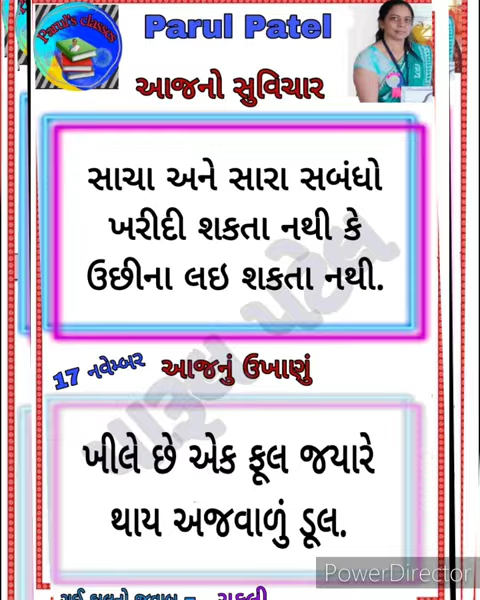 Parul's classes
Parul Patel
આજનો સુવિચાર
સાચા અને સારા સબંધો
ખરીદી શકતા નથી કે
ઉછીના લઇ શકતા નથી.
17 નવેમ્બર
આજનું ઉખાણું
ખીલે છે એક ફૂલ જ્યારે
થાય અજવાળું ડૂલ.
પારૂલ પટેલ
PowerDirector